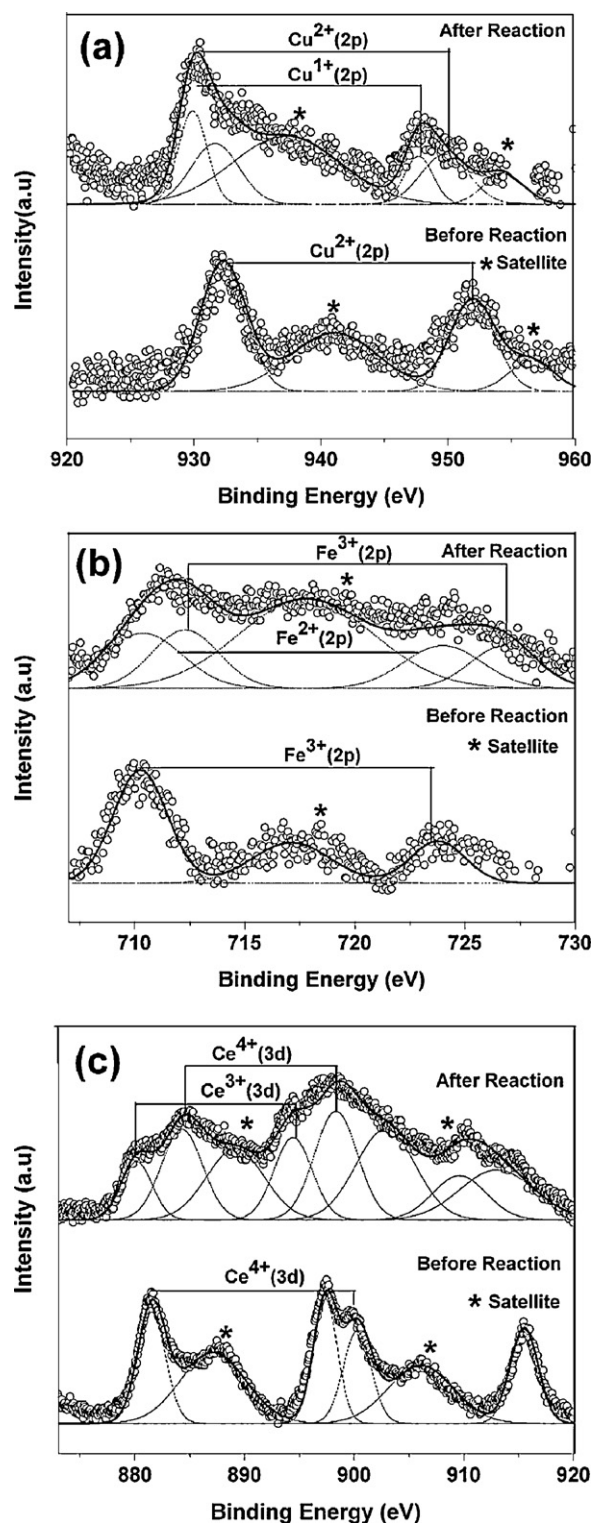 (a)
Cu2+(2p)
After Reaction
Cu1+(2p)
*
*
Before Reaction
Cu2+(2p)
* Satellite
*
*
Intensity(a.u)
920 930 940 950 960
Binding Energy (eV)
(b)
Fe3+(2p)
After Reaction
*
Fe2+(2p)
Before Reaction
* Satellite
Fe3+(2p)
*
Intensity (a.u)
710 715 720 725 730
Binding Energy (eV)
(c)
Ce4+(3d)
Ce3+(3d)
After Reaction
*
*
Before Reaction
Ce4+(3d)
* Satellite
*
*
Intensity (a.u)
880 890 900 910 920
Binding Energy (eV)